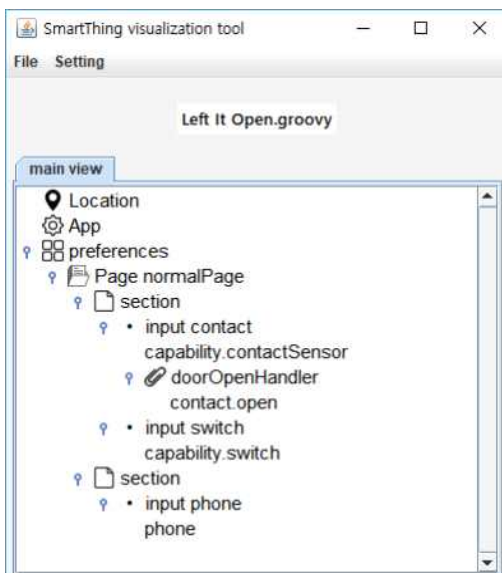 SmartThing visualization tool
File Setting
Left It Open.groovy
main view
Location
App
preferences
Page normalPage
section
input contact
capability.contactSensor
doorOpenHandler
contact.open
input switch
capability.switch
section
input phone
phone